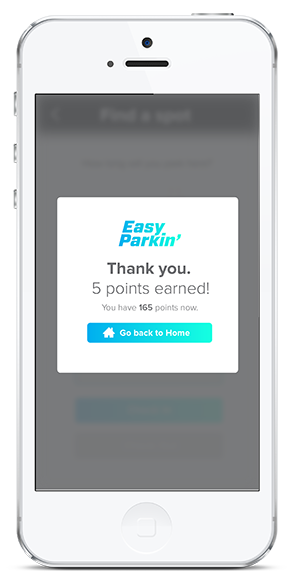 Find a spot
Easy
Parkin'
Thank you.
5 points earned!
You have 165 points now.
Go back to Home